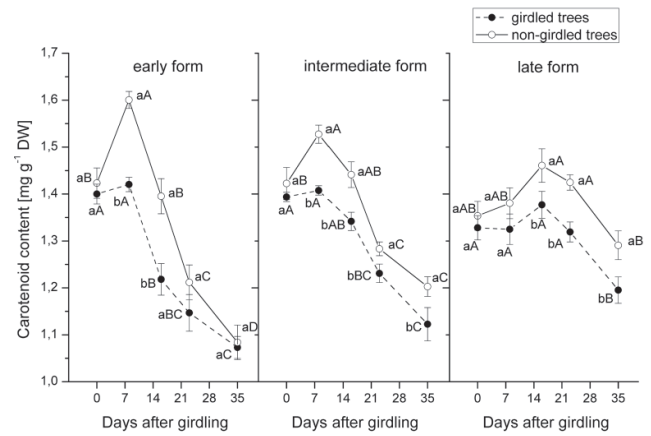 girdled trees
non-girdled trees
early form
intermediate form
late form
Carotenoid content [mg g⁻¹ DW]
1,7
1,6
1,5
1,4
1,3
1,2
1,1
1,0
aB
aA
aA
bA
aB
bB
aC
aBC
aD
aC
aB
aA
aA
bA
aAB
bAB
aC
bBC
aC
bC
aAB
aA
aAB
aA
aA
bA
aA
bA
aB
bB
0 7 14 21 28 35
0 7 14 21 28 35
0 7 14 21 28 35
Days after girdling
Days after girdling
Days after girdling